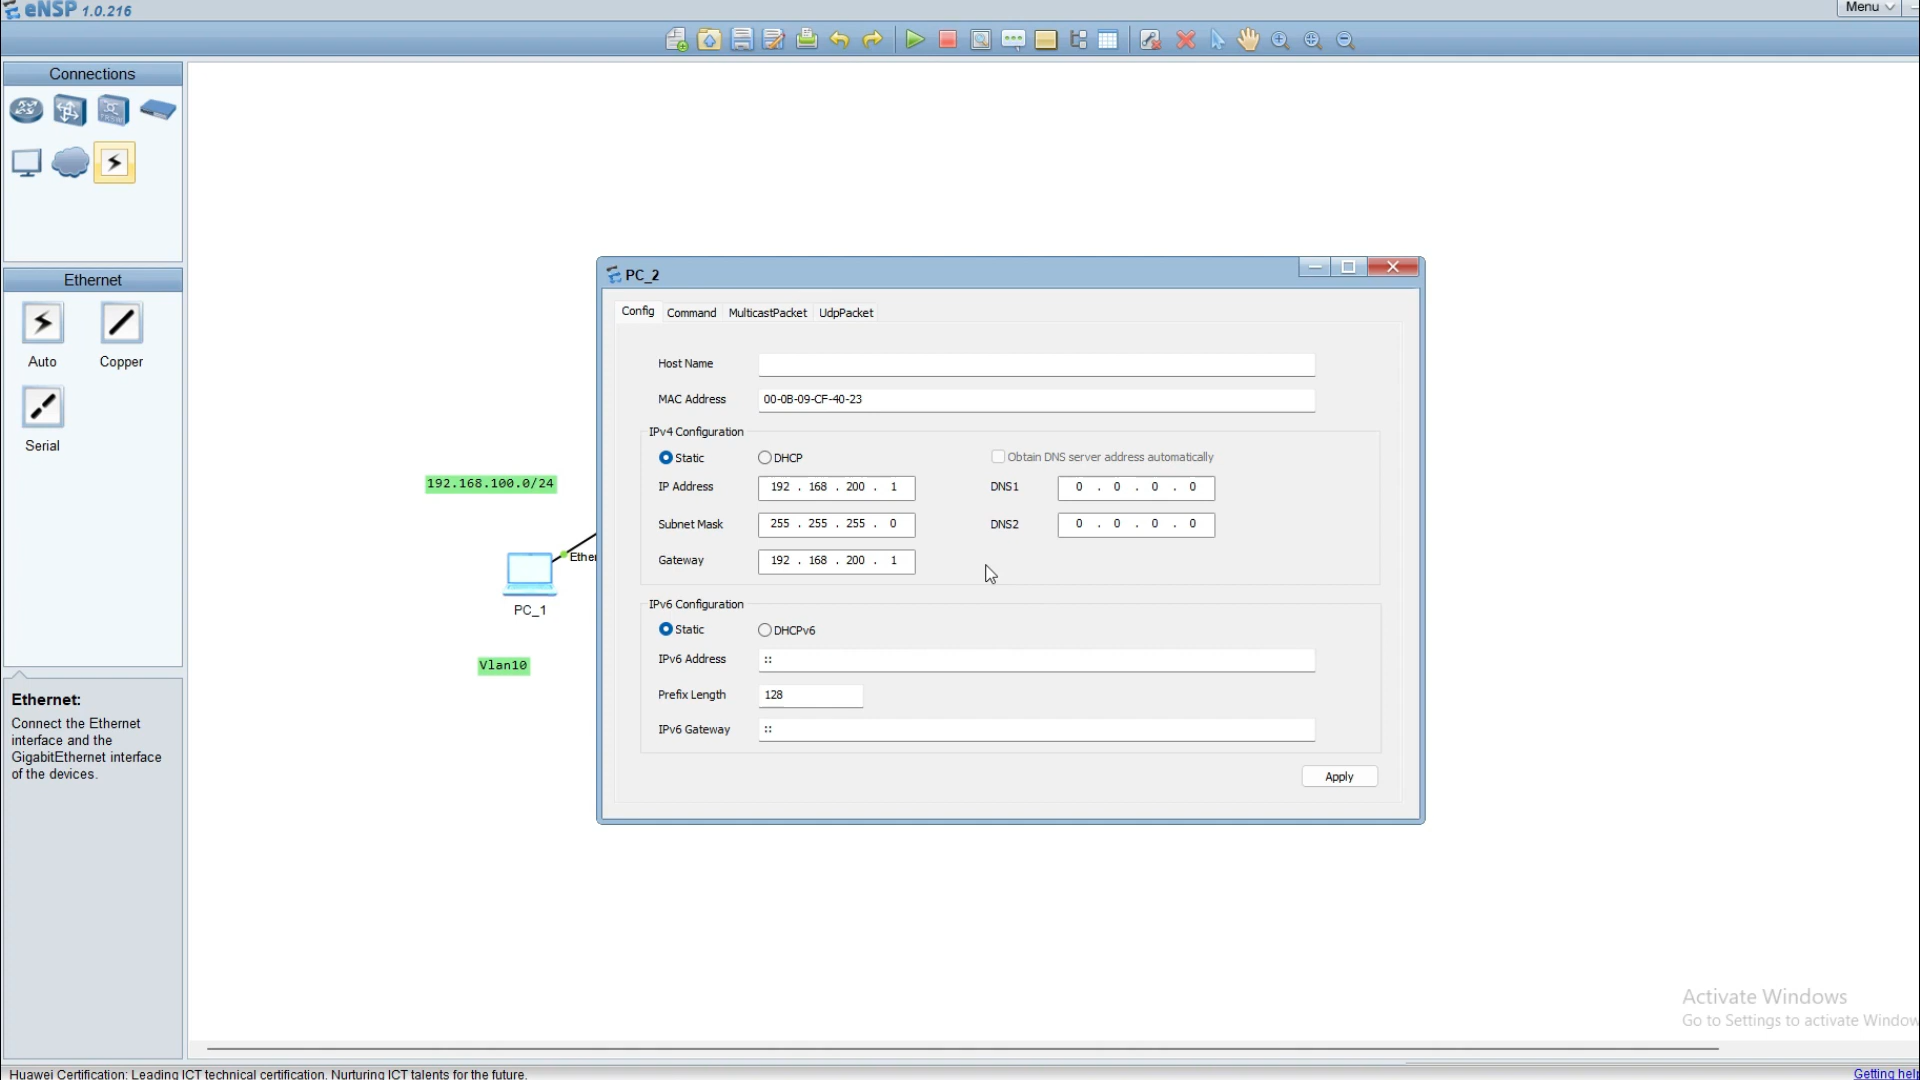 eNSP 1.0.216
Menu
Connections
Ethernet
Auto
Copper
Serial
Ethernet:
Connect the Ethernet
interface and the
GigabitEthernet interface
of the devices.
192.168.100.0/24
Ether
PC_1
Vlan10
PC_2
Config Command MulticastPacket UdpPacket
Host Name
MAC Address 00-0B-09-CF-40-23
IPv4 Configuration
Static DHCP Obtain DNS server address automatically
IP Address 192 . 168 . 200 . 1 DNS1 0 . 0 . 0 . 0
Subnet Mask 255 . 255 . 255 . 0 DNS2 0 . 0 . 0 . 0
Gateway 192 . 168 . 200 . 1
IPv6 Configuration
Static DHCPv6
IPv6 Address ::
Prefix Length 128
IPv6 Gateway ::
Apply
Activate Windows
Go to Settings to activate Window
Huawei Certification: Leading ICT technical certification. Nurturing ICT talents for the future.
Getting help